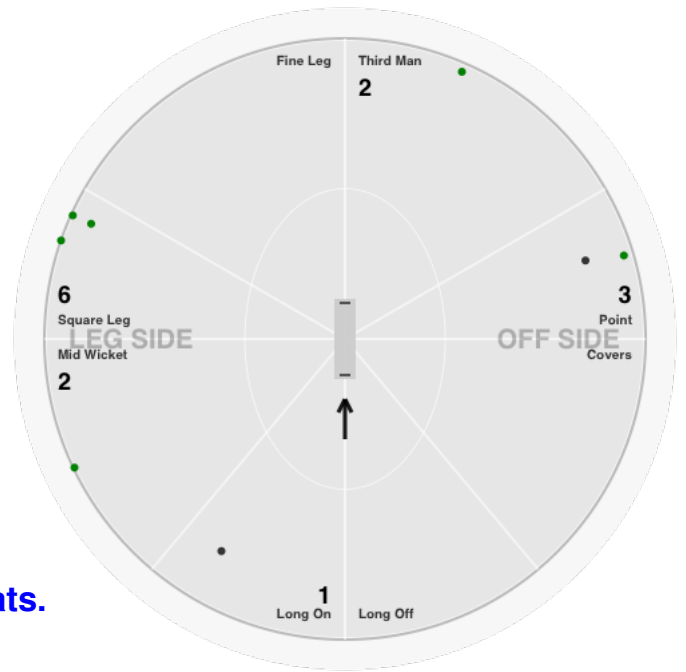 Fine Leg
Third Man
2
6
3
Square Leg
Point
LEG SIDE
OFF SIDE
Mid Wicket
Covers
2
ats.
1
Long On
Long Off